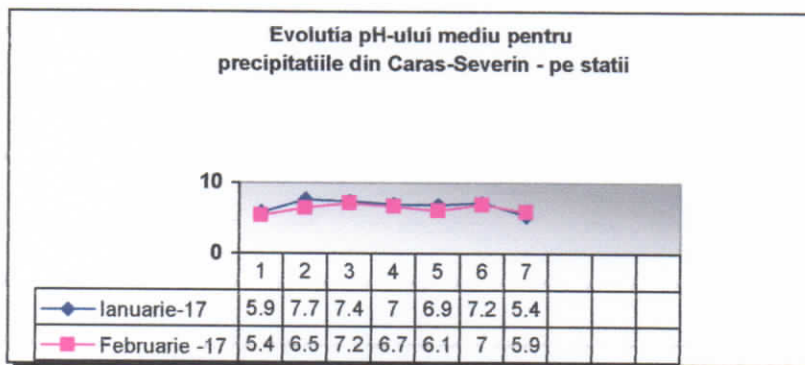 Evolutia pH-ului mediu pentru
precipitatiile din Caras-Severin - pe statii
10
0
1 2 3 4 5 6 7
Ianuarie-17 5.9 7.7 7.4 7 6.9 7.2 5.4
Februarie -17 5.4 6.5 7.2 6.7 6.1 7 5.9